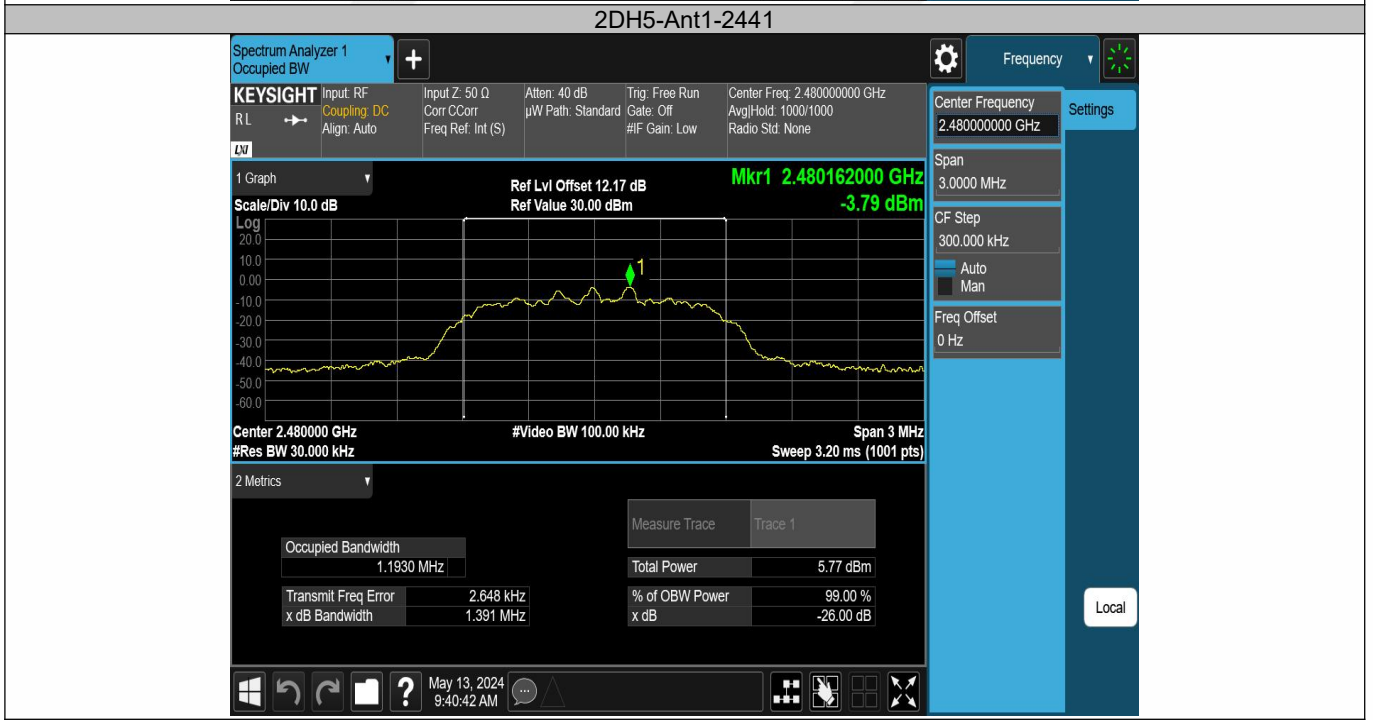 2DH5-Ant1-2441
Spectrum Analyzer 1
Occupied BW
+
Frequency
KEYSIGHT
RL
LXI
Input: RF
Coupling: DC
Align: Auto
Input Z: 50 Ω
Corr CCorr
Freq Ref: Int (S)
Atten: 40 dB
µW Path: Standard
Trig: Free Run
Gate: Off
#IF Gain: Low
Center Freq: 2.480000000 GHz
Avg|Hold: 1000/1000
Radio Std: None
Center Frequency
2.480000000 GHz
Settings
Span
3.0000 MHz
CF Step
300.000 kHz
Auto
Man
Freq Offset
0 Hz
Local
1 Graph
Scale/Div 10.0 dB
Ref Lvl Offset 12.17 dB
Ref Value 30.00 dBm
Mkr1 2.480162000 GHz
-3.79 dBm
Log
20.0
10.0
0.00
-10.0
-20.0
-30.0
-40.0
-50.0
-60.0
1
Center 2.480000 GHz
#Video BW 100.00 kHz
Span 3 MHz
#Res BW 30.000 kHz
Sweep 3.20 ms (1001 pts)
2 Metrics
Measure Trace Trace 1
Occupied Bandwidth
1.1930 MHz
Total Power 5.77 dBm
Transmit Freq Error 2.648 kHz
% of OBW Power 99.00 %
x dB Bandwidth 1.391 MHz
x dB -26.00 dB
?
May 13, 2024
9:40:42 AM